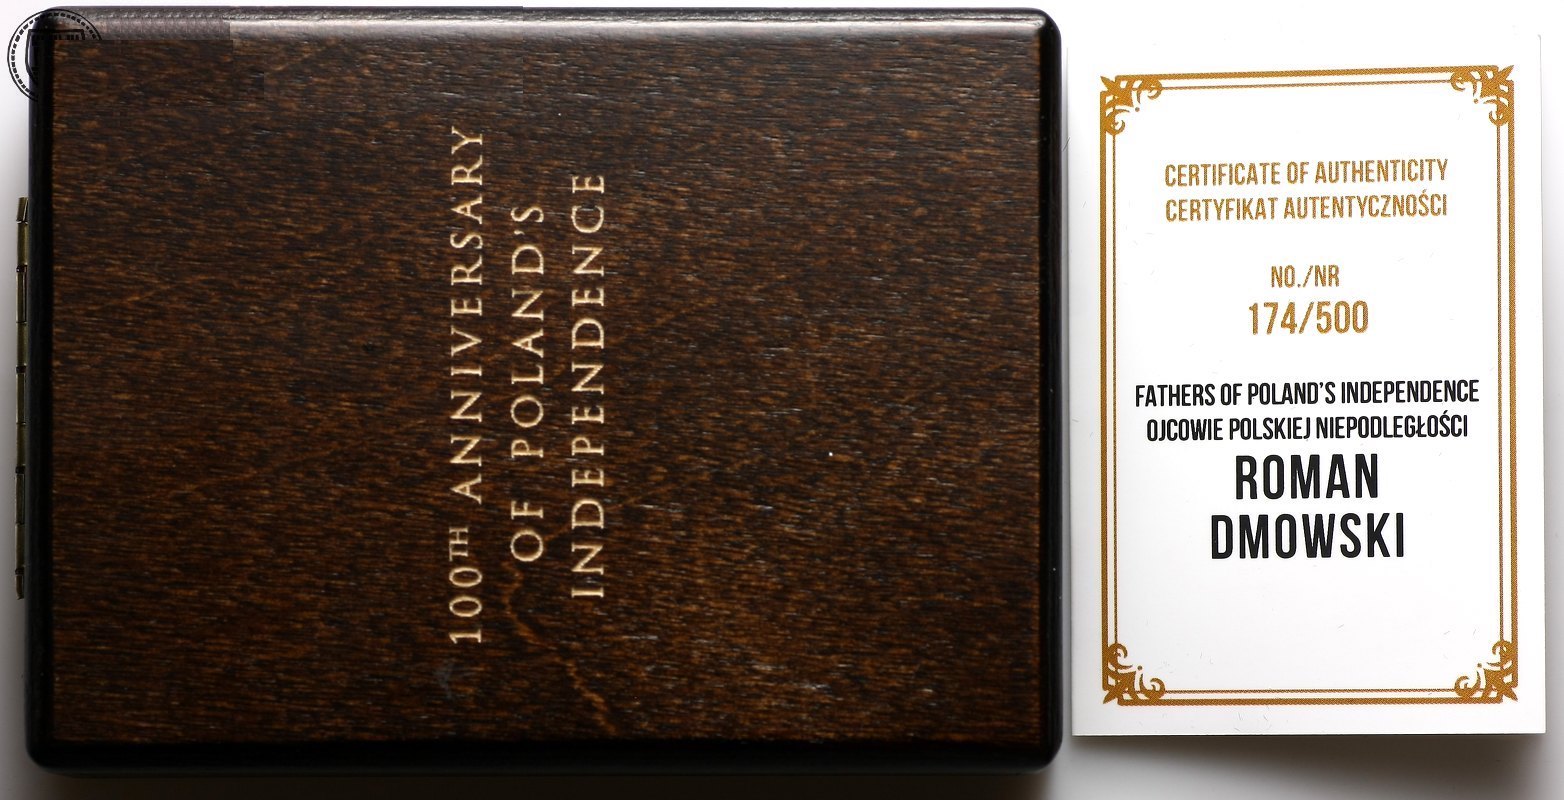 100TH ANNIVERSARY
OF POLAND'S
INDEPENDENCE
CERTIFICATE OF AUTHENTICITY
CERTYFIKAT AUTENTYCZNOŚCI
NO./NR
174/500
FATHERS OF POLAND'S INDEPENDENCE
OJCOWIE POLSKIEJ NIEPODLEGŁOŚCI
ROMAN
DMOWSKI